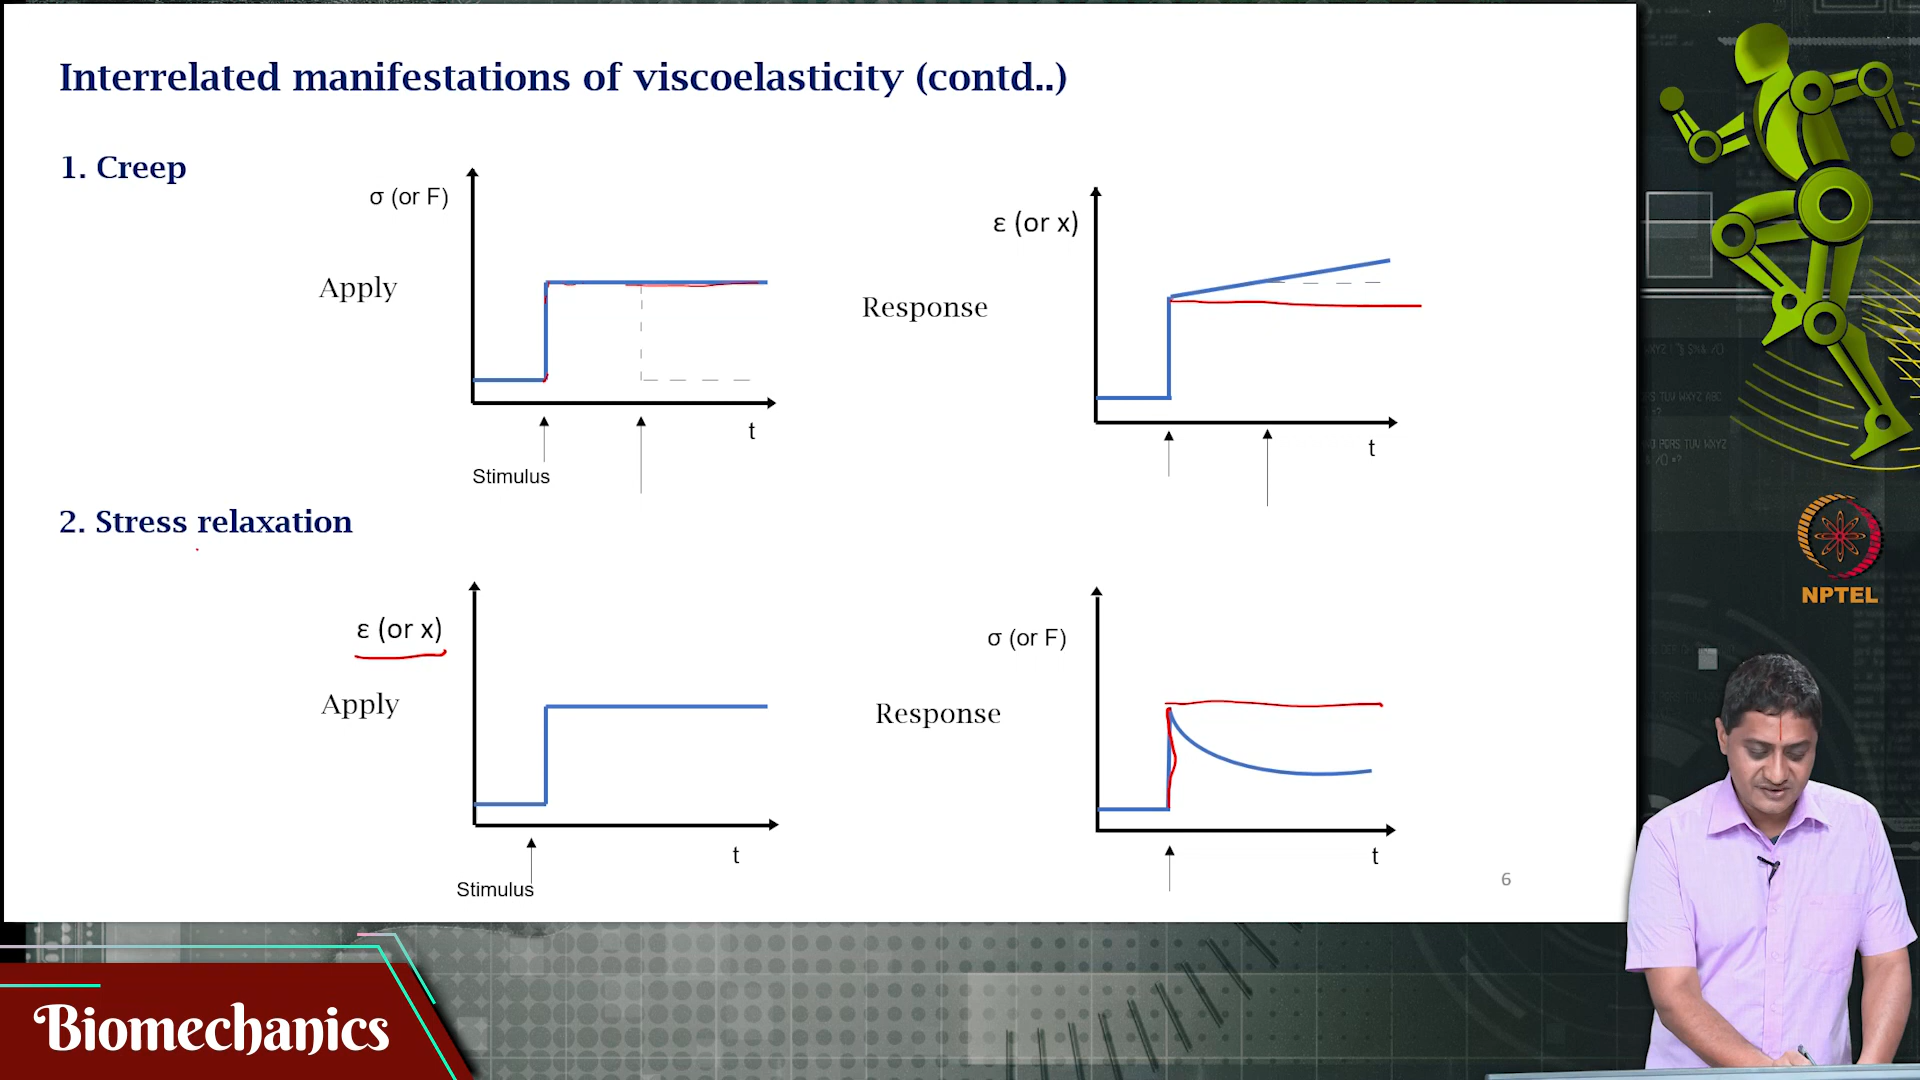 Interrelated manifestations of viscoelasticity (contd..)
1. Creep
σ (or F)
Apply
t
Stimulus
ε (or x)
Response
t
2. Stress relaxation
ε (or x)
Apply
t
Stimulus
σ (or F)
Response
t
6
NPTEL
Biomechanics